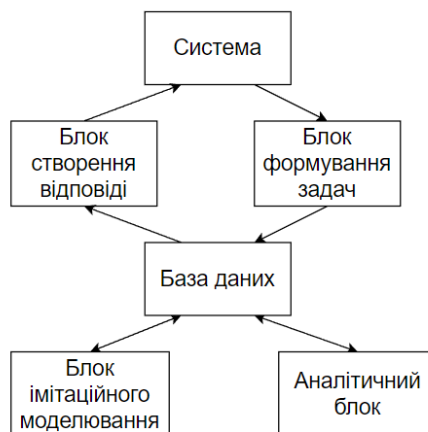 Система
Блок
створення
відповіді
Блок
формування
задач
База даних
Блок
імітаційного
моделювання
Аналітичний
блок